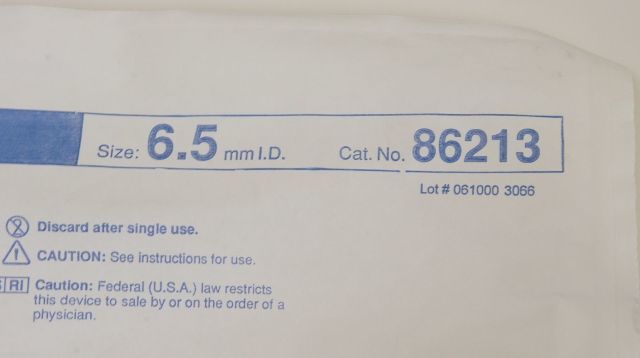 Size: 6.5 mm I.D. Cat. No. 86213
Lot # 061000 3066
Discard after single use.
CAUTION: See instructions for use.
RI Caution: Federal (U.S.A.) law restricts
this device to sale by or on the order of a
physician.